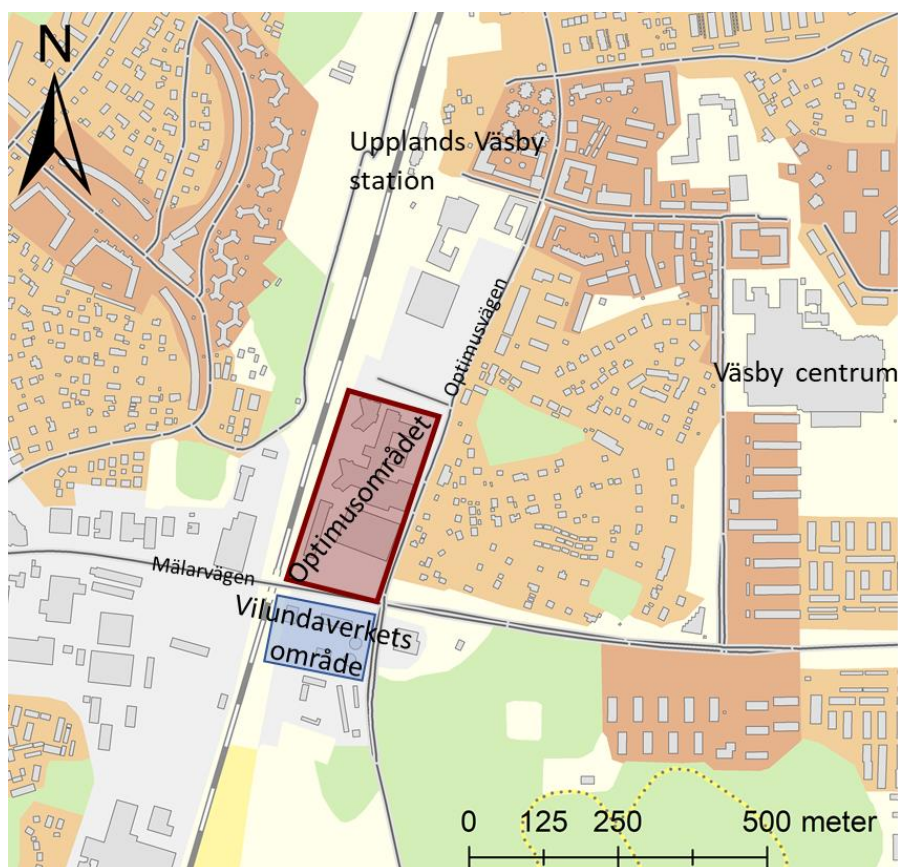 N
Upplands Väsby
station
Optimusvägen
Väsby centrum
Optimusområdet
Mälarvägen
Vilundaverkets
område
0 125 250 500 meter